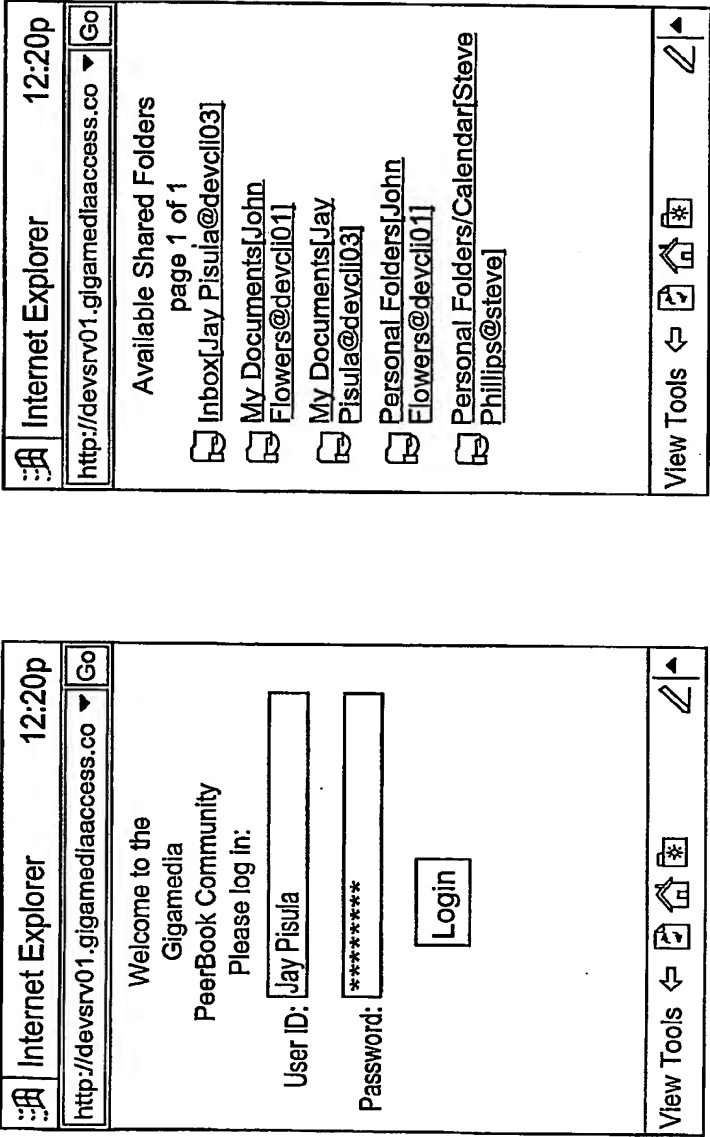 Internet Explorer 12:20p
http://devsrv01.gigamediaaccess.co Go
Welcome to the
Gigamedia
PeerBook Community
Please log in:
User ID: Jay Pisula
Password: *********
Login
View Tools
Internet Explorer 12:20p
http://devsrv01.gigamediaaccess.co Go
Available Shared Folders
page 1 of 1
Inbox[Jay Pisula@devcli03]
My Documents[John
Flowers@devcli01]
My Documents[Jay
Pisula@devcli03]
Personal Folders[John
Flowers@devcli01]
Personal Folders/Calendar[Steve
Phillips@steve]
View Tools